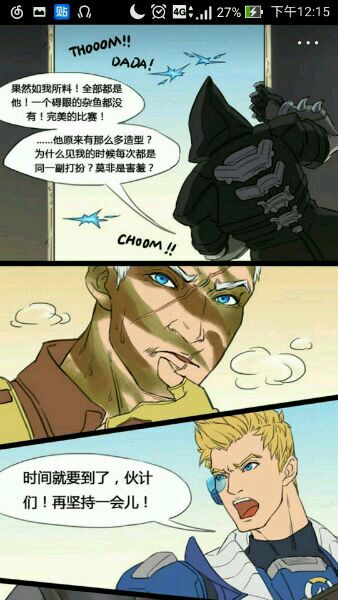 贴
4G
27%
下午12:15
THOOOM!!
DADA!
果然如我所料！全部都是
他！一个碍眼的杂鱼都没
有！完美的比赛！
……他原来有那么多造型？
为什么见我的时候每次都是
同一副打扮？莫非是害羞？
CHOOM!!
时间就要到了，伙计
们！再坚持一会儿！